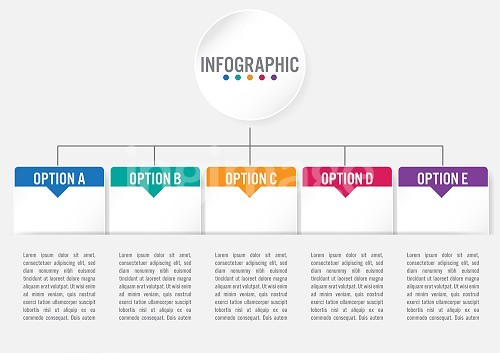 INFOGRAPHIC
OPTION A
OPTION B
OPTION C
OPTION D
OPTION E
Lorem ipsum dolor sit amet,
consectetuer adipiscing elit, sed
diam nonummy nibh euismod
tincidunt ut laoreet dolore magna
aliquam erat volutpat. Ut wisi enim
ad minim veniam, quis nostrud
exerci tation ullamcorper suscipit
lobortis nisl ut aliquip ex ea
commodo consequat. Duis autem
Lorem ipsum dolor sit amet,
consectetuer adipiscing elit, sed
diam nonummy nibh euismod
tincidunt ut laoreet dolore magna
aliquam erat volutpat. Ut wisi enim
ad minim veniam, quis nostrud
exerci tation ullamcorper suscipit
lobortis nisl ut aliquip ex ea
commodo consequat. Duis autem
Lorem ipsum dolor sit amet,
consectetuer adipiscing elit, sed
diam nonummy nibh euismod
tincidunt ut laoreet dolore magna
aliquam erat volutpat. Ut wisi enim
ad minim veniam, quis nostrud
exerci tation ullamcorper suscipit
lobortis nisl ut aliquip ex ea
commodo consequat. Duis autem
Lorem ipsum dolor sit amet,
consectetuer adipiscing elit, sed
diam nonummy nibh euismod
tincidunt ut laoreet dolore magna
aliquam erat volutpat. Ut wisi enim
ad minim veniam, quis nostrud
exerci tation ullamcorper suscipit
lobortis nisl ut aliquip ex ea
commodo consequat. Duis autem
Lorem ipsum dolor sit amet,
consectetuer adipiscing elit, sed
diam nonummy nibh euismod
tincidunt ut laoreet dolore magna
aliquam erat volutpat. Ut wisi enim
ad minim veniam, quis nostrud
exerci tation ullamcorper suscipit
lobortis nisl ut aliquip ex ea
commodo consequat. Duis autem